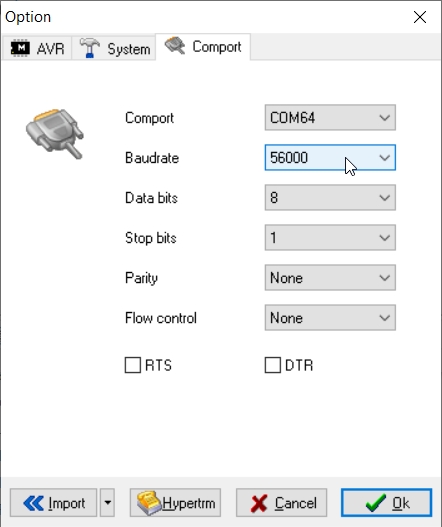 Option
AVR System Comport
Comport COM64
Baudrate 56000
Data bits 8
Stop bits 1
Parity None
Flow control None
RTS DTR
Import Hypertrm Cancel Ok